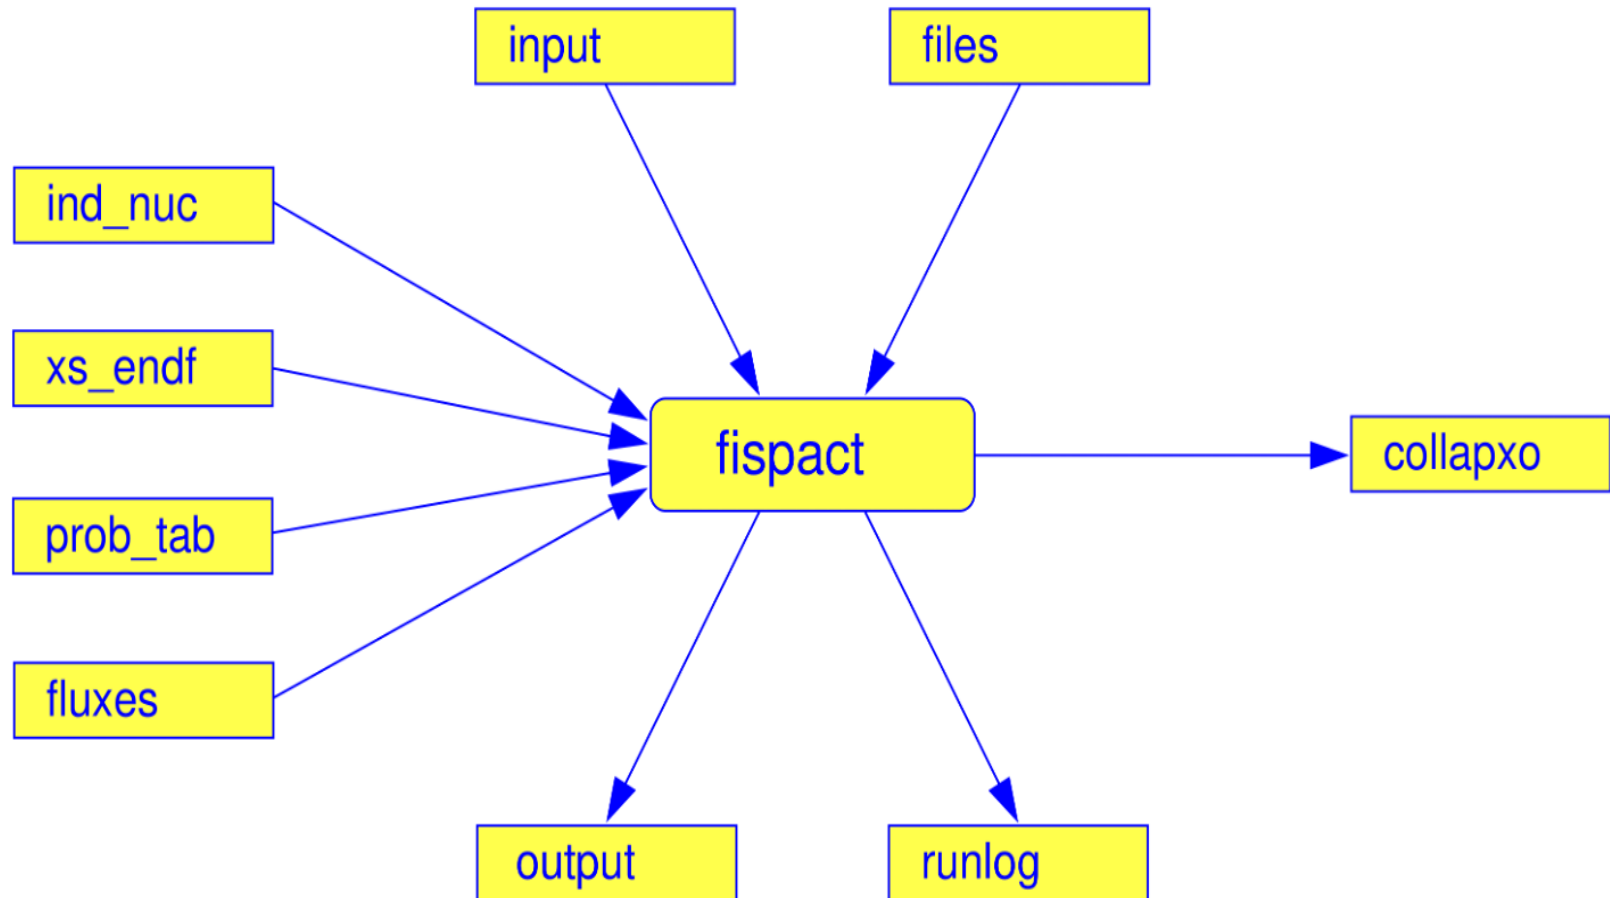 input
files
ind_nuc
xs_endf
fispact
collapxo
prob_tab
fluxes
output
runlog